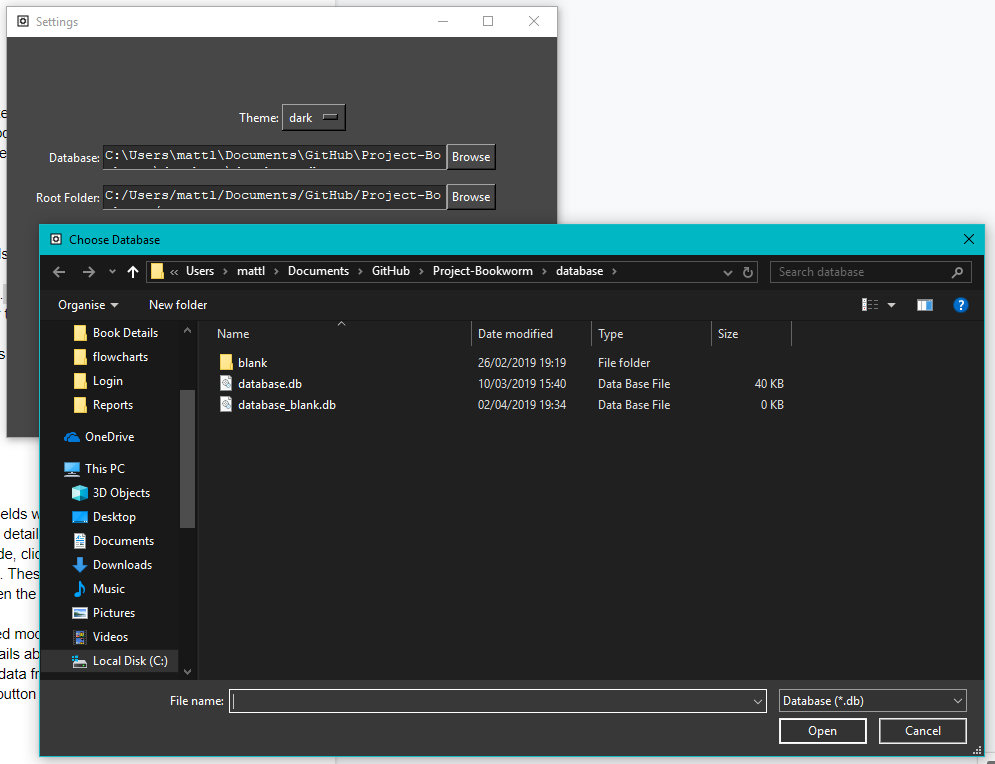 Settings
Theme: dark
Database: C:\Users\mattl\Documents\GitHub\Project-Bo Browse
Root Folder: C:/Users/mattl/Documents/GitHub/Project-Bo Browse
Choose Database
« Users > mattl > Documents > GitHub > Project-Bookworm > database >
Search database
Organise
New folder
Book Details
flowcharts
Login
Reports
OneDrive
This PC
3D Objects
Desktop
Documents
Downloads
Music
Pictures
Videos
Local Disk (C:)
Name Date modified Type Size
blank 26/02/2019 19:19 File folder
database.db 10/03/2019 15:40 Data Base File 40 KB
database_blank.db 02/04/2019 19:34 Data Base File 0 KB
File name:
Database (*.db)
Open Cancel
elds w
detail
de, clic
. Thes
en the
ed mod
ails ab
data fr
button